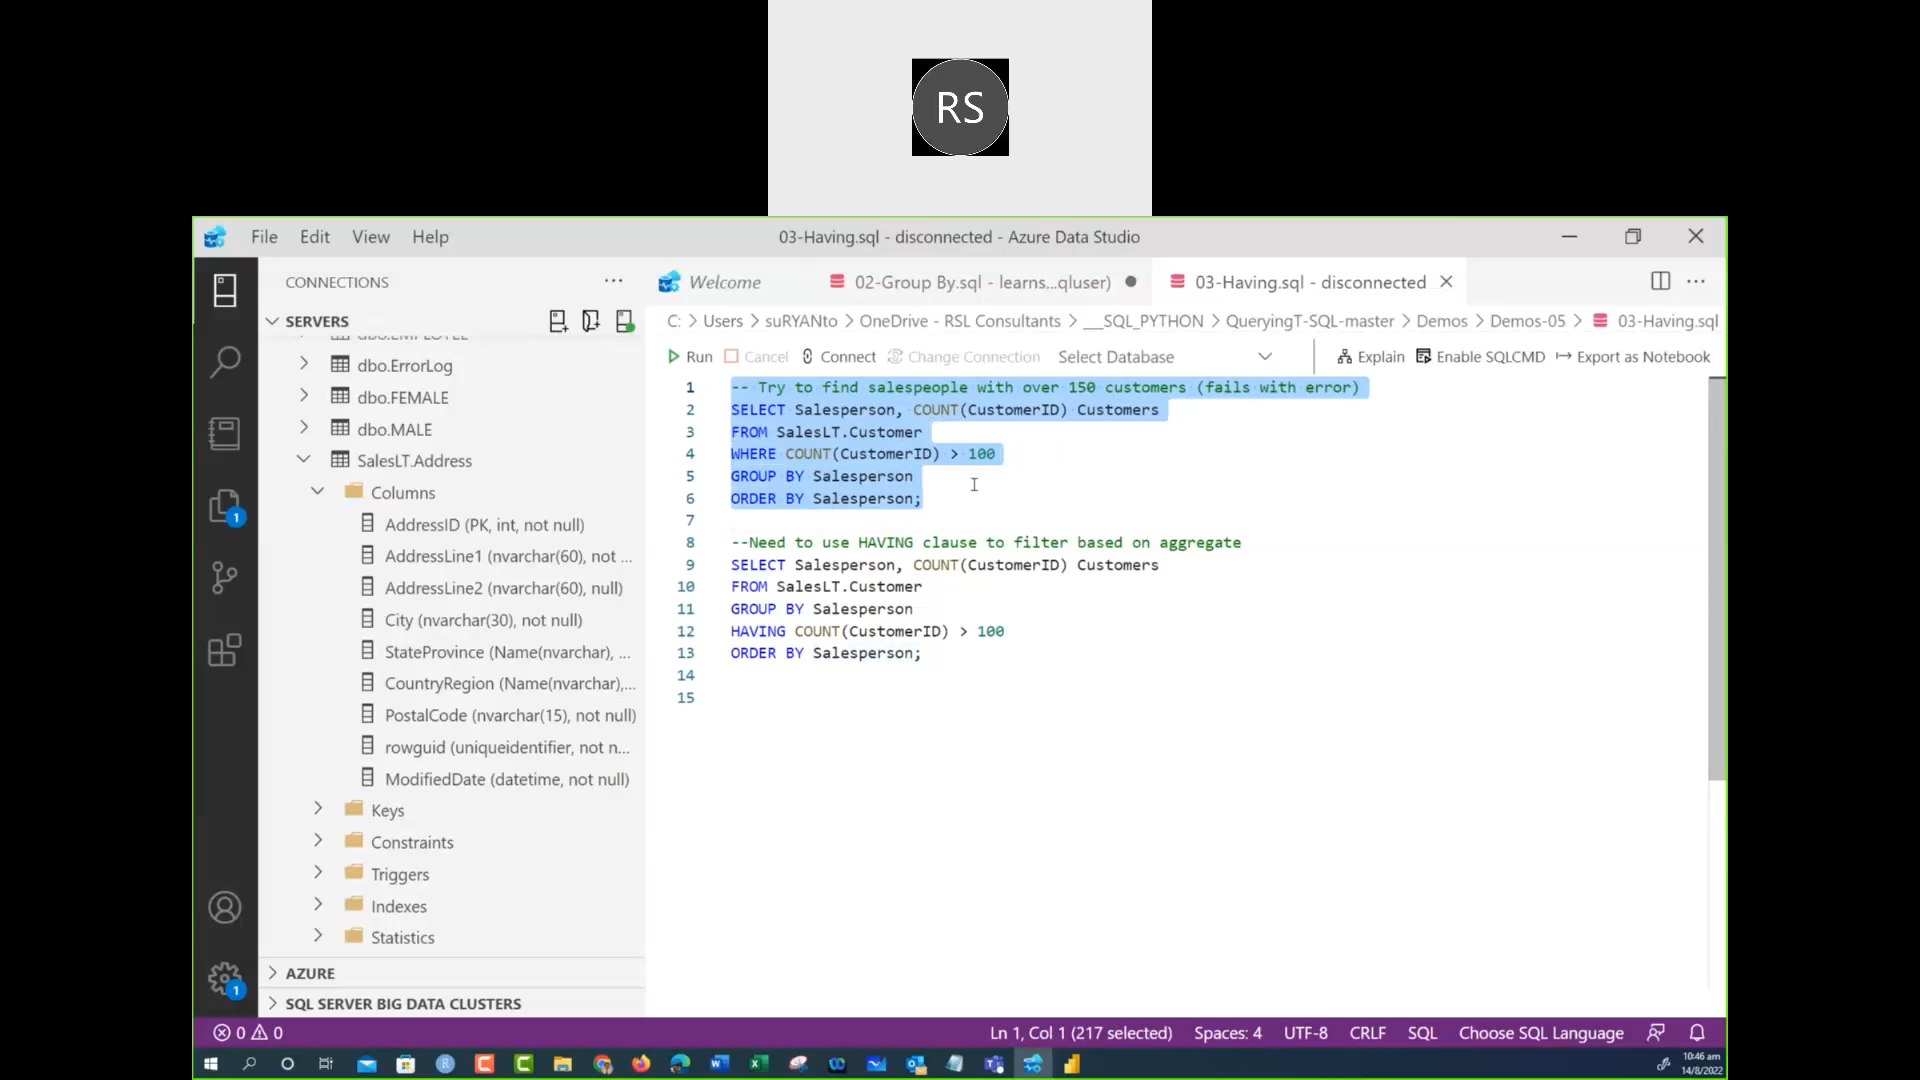 RS
File Edit View Help 03-Having.sql - disconnected - Azure Data Studio
CONNECTIONS
Welcome 02-Group By.sql - learns...qluser) 03-Having.sql - disconnected
SERVERS
C: Users suRYANto OneDrive - RSL Consultants __SQL_PYTHON QueryingT-SQL-master Demos Demos-05 03-Having.sql
Run Cancel Connect Change Connection Select Database Explain Enable SQLCMD Export as Notebook
dbo.EMPLOYEE
dbo.ErrorLog
dbo.FEMALE
dbo.MALE
SalesLT.Address
Columns
AddressID (PK, int, not null)
AddressLine1 (nvarchar(60), not ...
AddressLine2 (nvarchar(60), null)
City (nvarchar(30), not null)
StateProvince (Name(nvarchar), ...
CountryRegion (Name(nvarchar),...
PostalCode (nvarchar(15), not null)
rowguid (uniqueidentifier, not n...
ModifiedDate (datetime, not null)
Keys
Constraints
Triggers
Indexes
Statistics
AZURE
SQL SERVER BIG DATA CLUSTERS
1
1
1 -- Try to find salespeople with over 150 customers (fails with error)
2 SELECT Salesperson, COUNT(CustomerID) Customers
3 FROM SalesLT.Customer
4 WHERE COUNT(CustomerID) > 100
5 GROUP BY Salesperson
6 ORDER BY Salesperson;
7
8 --Need to use HAVING clause to filter based on aggregate
9 SELECT Salesperson, COUNT(CustomerID) Customers
10 FROM SalesLT.Customer
11 GROUP BY Salesperson
12 HAVING COUNT(CustomerID) > 100
13 ORDER BY Salesperson;
14
15
0 0 Ln 1, Col 1 (217 selected) Spaces: 4 UTF-8 CRLF SQL Choose SQL Language
10:46 am
14/8/2022